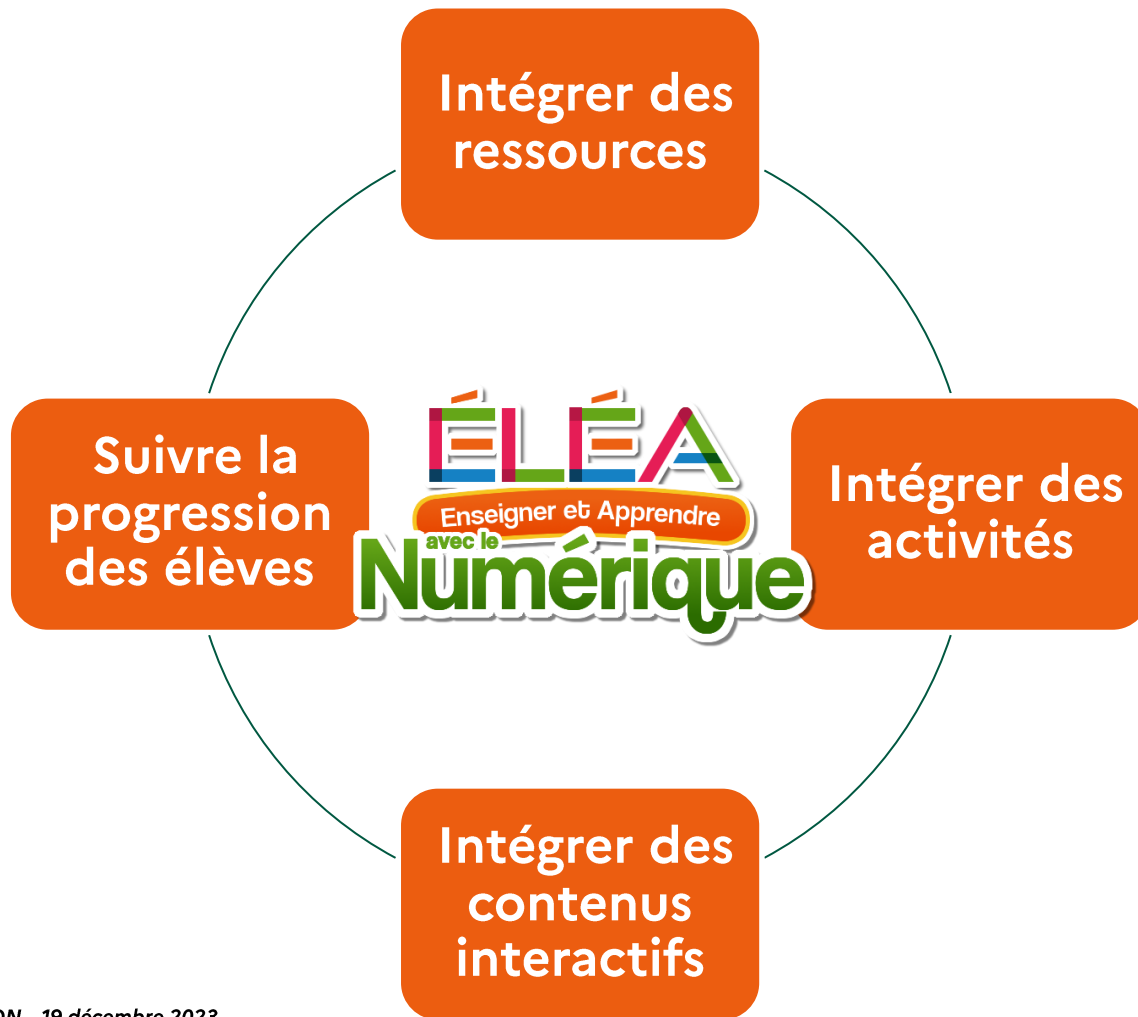 Intégrer des
ressources
Suivre la
progression
des élèves
ÉLÉA
Enseigner et Apprendre
avec le
Numérique
Intégrer des
activités
Intégrer des
contenus
interactifs
19 décembre 2023